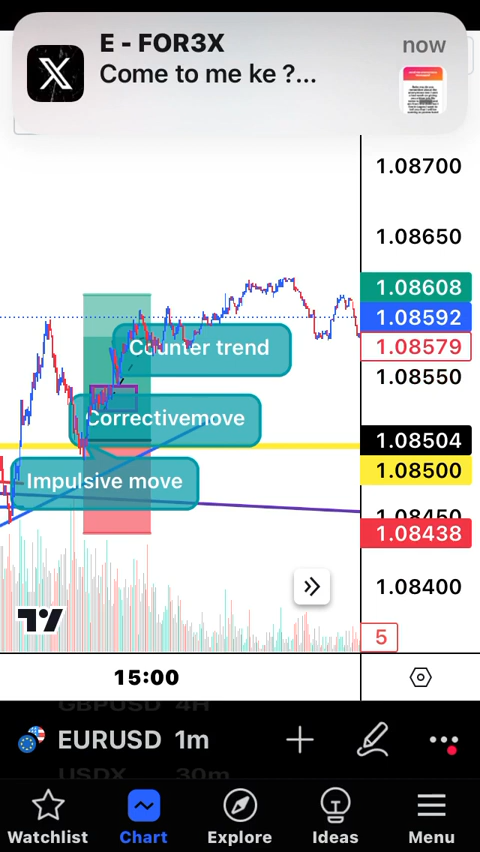 E - FOR3X
now
Come to me ke ?...
1.08700
1.08650
1.08608
1.08592
1.08579
1.08550
1.08504
1.08500
1.08450
1.08438
1.08400
Counter trend
Correctivemove
Impulsive move
5
15:00
GBPUSD 4H
EURUSD 1m
USDX 30m
Watchlist
Chart
Explore
Ideas
Menu